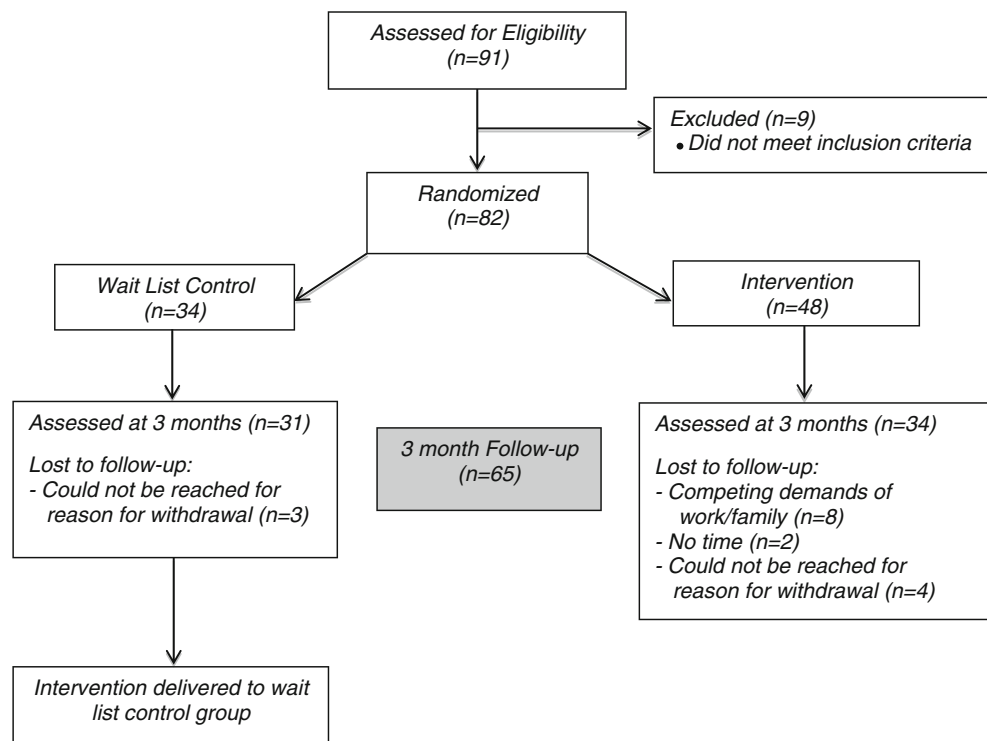 Assessed for Eligibility
(n=91)
Excluded (n=9)
• Did not meet inclusion criteria
Randomized
(n=82)
Wait List Control
(n=34)
Intervention
(n=48)
Assessed at 3 months (n=31)
Lost to follow-up:
- Could not be reached for
reason for withdrawal (n=3)
3 month Follow-up
(n=65)
Assessed at 3 months (n=34)
Lost to follow-up:
- Competing demands of
work/family (n=8)
- No time (n=2)
- Could not be reached for
reason for withdrawal (n=4)
Intervention delivered to wait
list control group